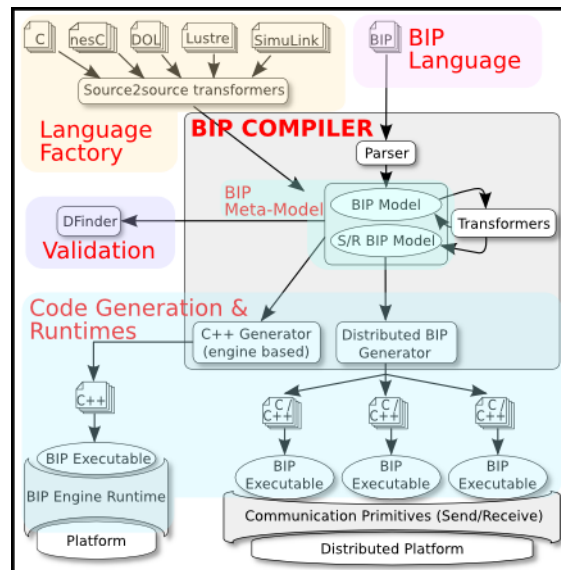 C
nesC
DOL
Lustre
SimuLink
BIP
BIP
Language
Source2source transformers
Language
Factory
BIP COMPILER
Parser
BIP
Meta-Model
BIP Model
Transformers
S/R BIP Model
DFinder
Validation
Code Generation &
Runtimes
C++ Generator
(engine based)
Distributed BIP
Generator
C++
C/
C++
C/
C++
C/
C++
BIP Executable
BIP
Executable
BIP
Executable
BIP
Executable
BIP Engine Runtime
Communication Primitives (Send/Receive)
Platform
Distributed Platform